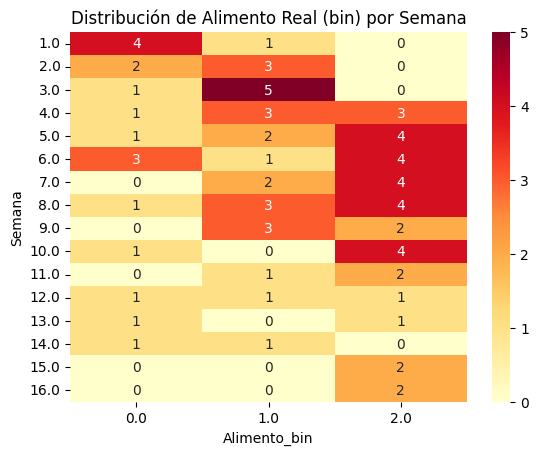 Distribución de Alimento Real (bin) por Semana
Semana
1.0 4 1 0
2.0 2 3 0
3.0 1 5 0
4.0 1 3 3
5.0 1 2 4
6.0 3 1 4
7.0 0 2 4
8.0 1 3 4
9.0 0 3 2
10.0 1 0 4
11.0 0 1 2
12.0 1 1 1
13.0 1 0 1
14.0 1 1 0
15.0 0 0 2
16.0 0 0 2
0.0 1.0 2.0
Alimento_bin
5
4
3
2
1
0